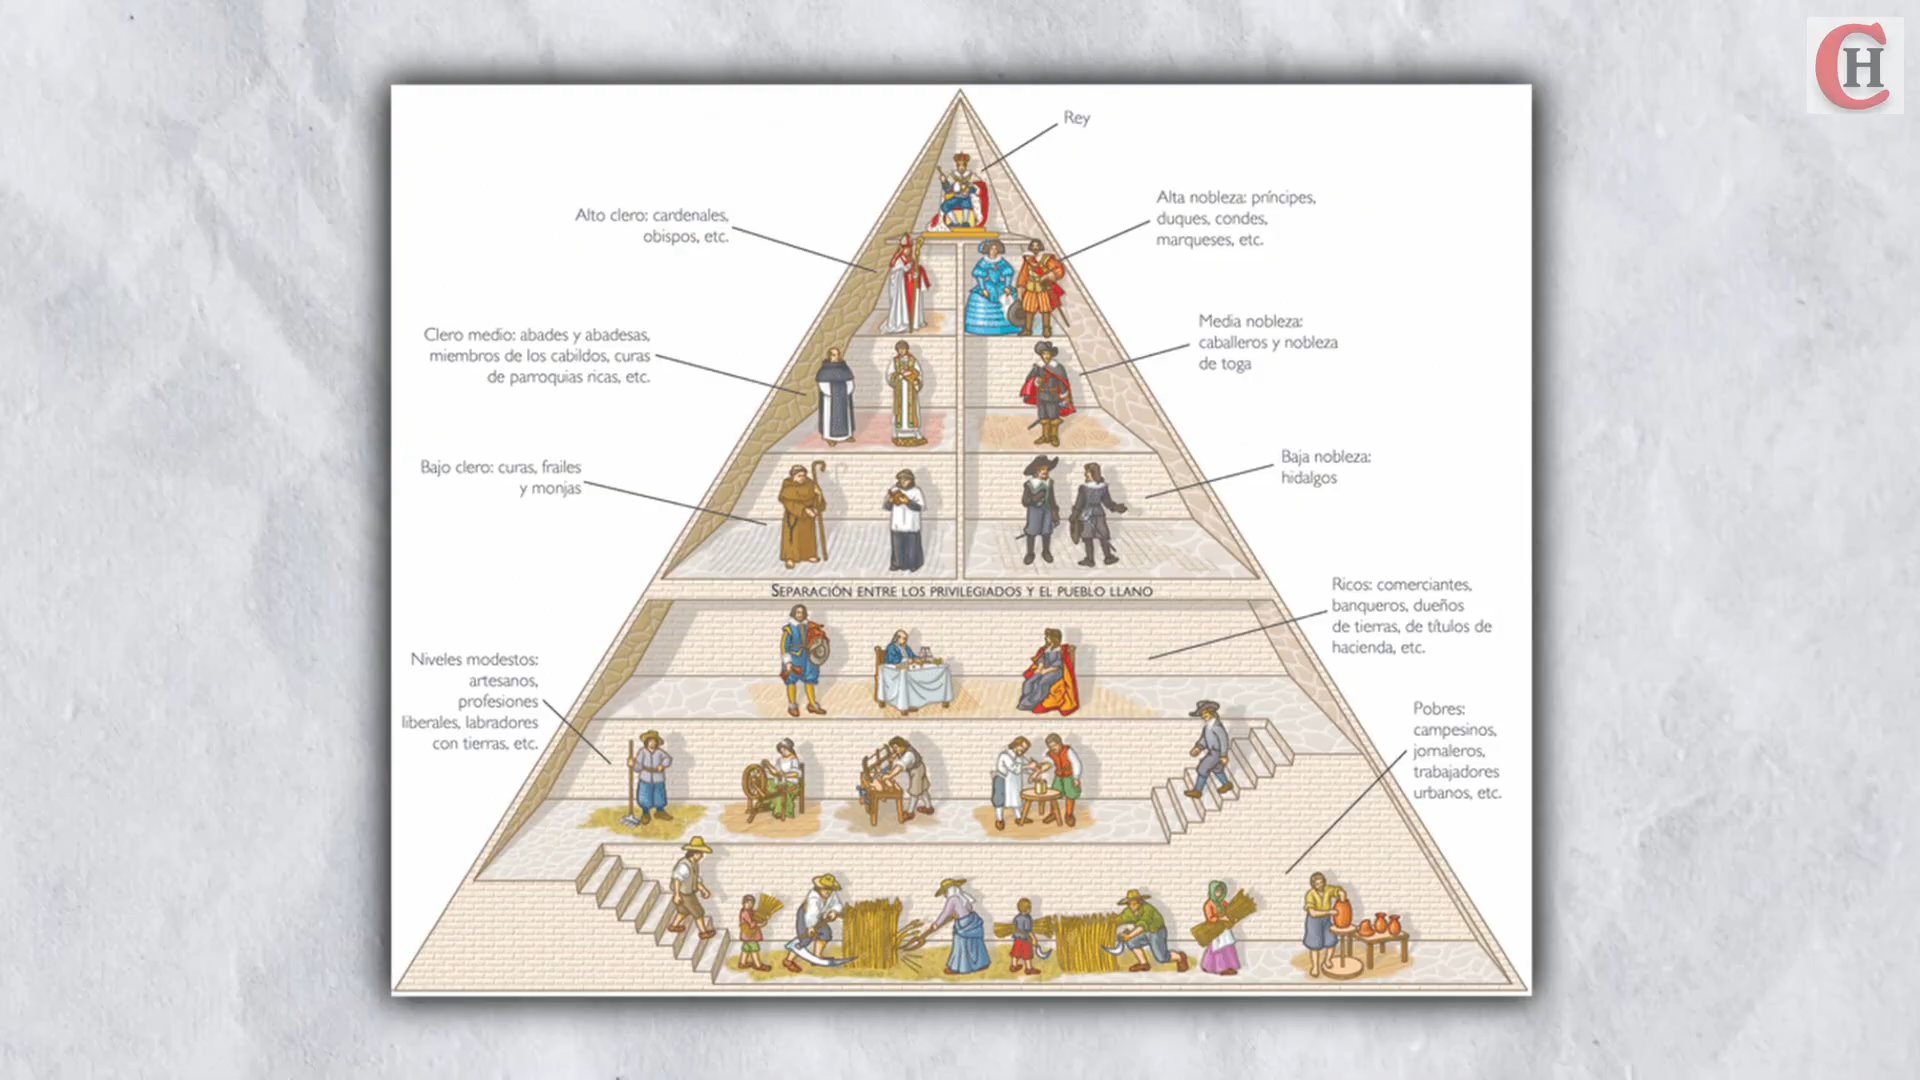 CH
Rey
Alta nobleza: príncipes,
duques, condes,
marqueses, etc.
Alto clero: cardenales,
obispos, etc.
Media nobleza:
caballeros y nobleza
de toga
Clero medio: abades y abadesas,
miembros de los cabildos, curas
de parroquias ricas, etc.
Baja nobleza:
hidalgos
Bajo clero: curas, frailes
y monjas
SEPARACIÓN ENTRE LOS PRIVILEGIADOS Y EL PUEBLO LLANO
Ricos: comerciantes,
banqueros, dueños
de tierras, de títulos de
hacienda, etc.
Niveles modestos:
artesanos,
profesiones
liberales, labradores
con tierras, etc.
Pobres:
campesinos,
jornaleros,
trabajadores
urbanos, etc.